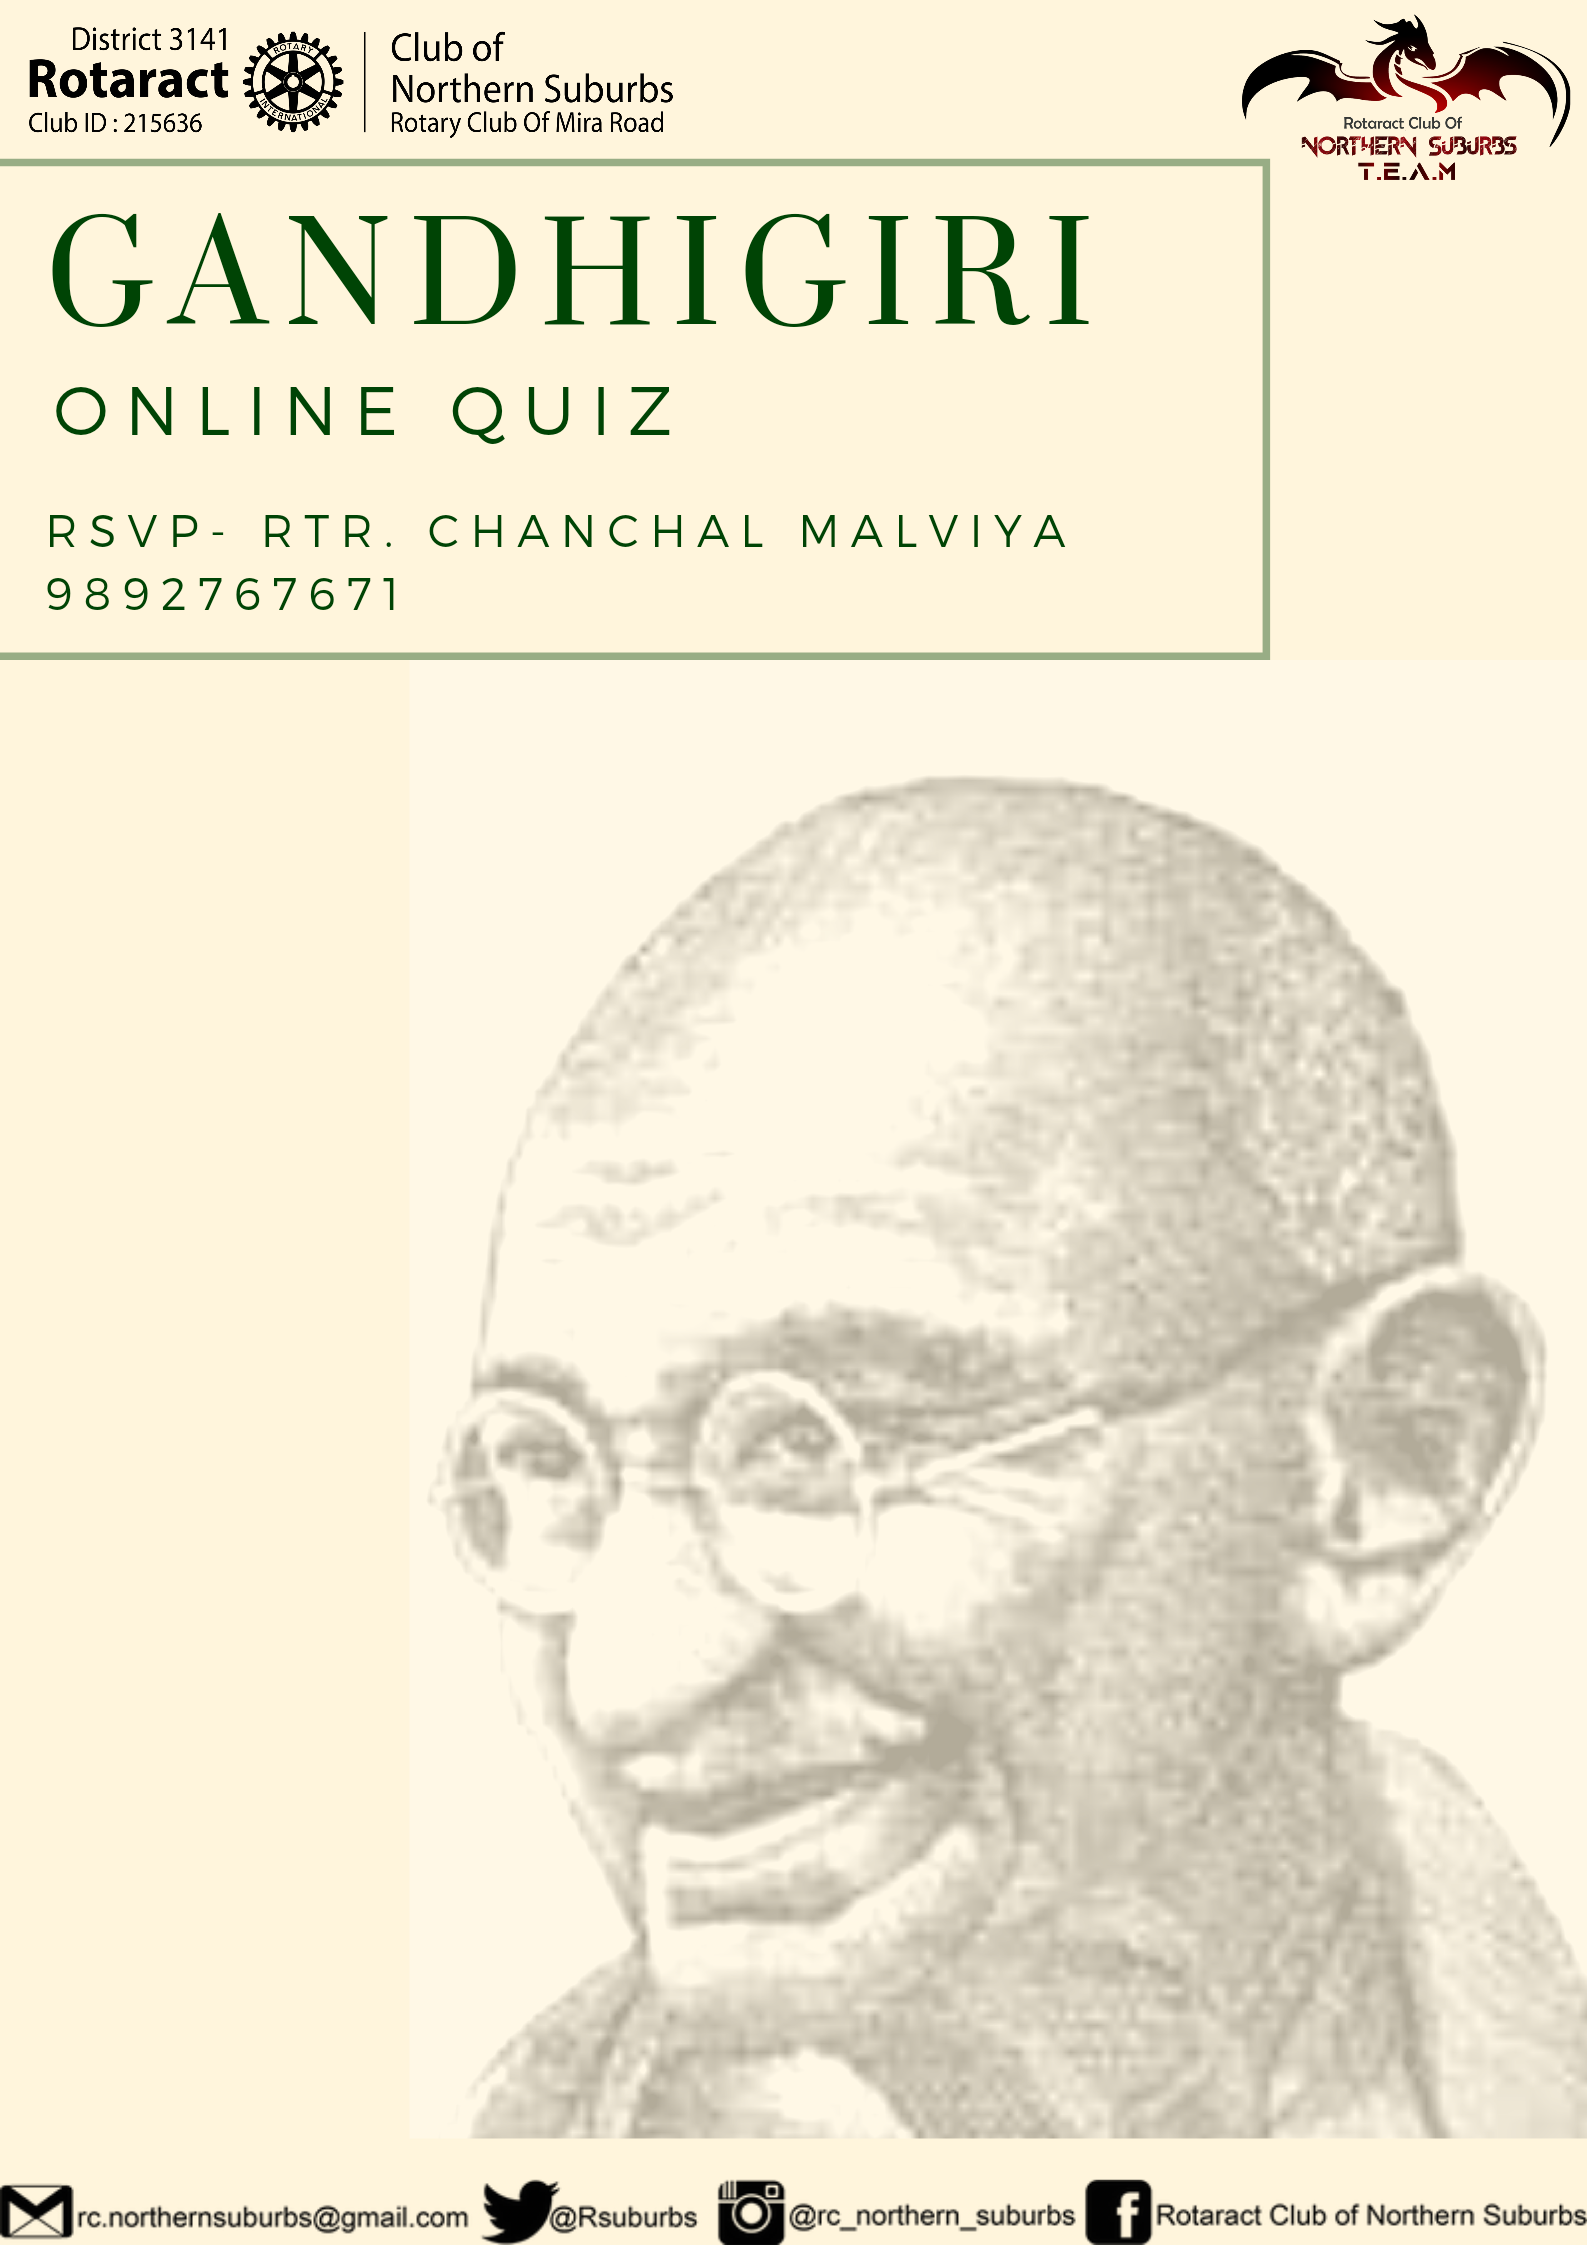 District 3141
Rotaract
Club ID : 215636
ROTARY
INTERNATIONAL
Club of
Northern Suburbs
Rotary Club Of Mira Road
Rotaract Club Of
NORTHERN SUBURBS
T.E.A.M
GANDHIGIRI
ONLINE QUIZ
RSVP- RTR. CHANCHAL MALVIYA
9892767671
rc.northernsuburbs@gmail.com @Rsuburbs @rc_northern_suburbs Rotaract Club of Northern Suburbs